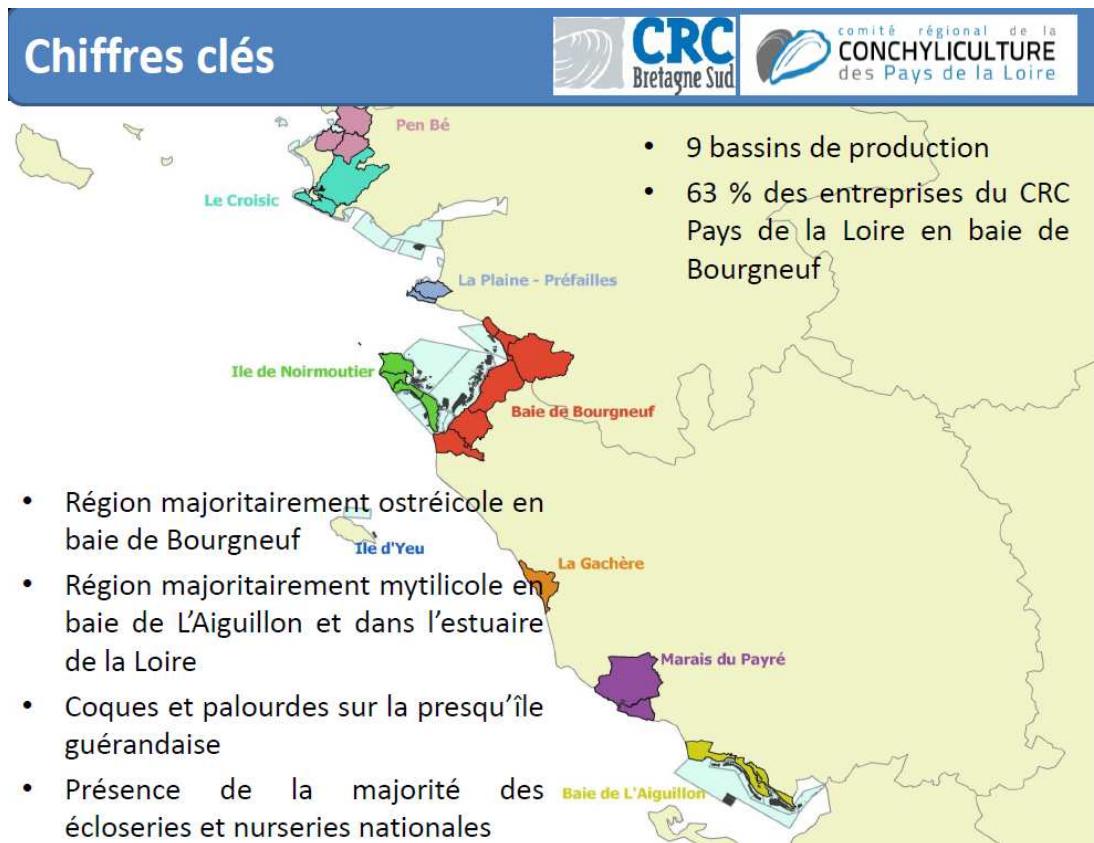 Chiffres clés
CRC
Bretagne Sud
comité régional de la
CONCHYLICULTURE
des Pays de la Loire
Pen Bé
Le Croisic
La Plaine - Préfailles
Ile de Noirmoutier
Baie de Bourgneuf
Ile d'Yeu
La Gachère
Marais du Payré
Baie de L'Aiguillon
• 9 bassins de production
• 63 % des entreprises du CRC
Pays de la Loire en baie de
Bourgneuf
• Région majoritairement ostréicole en
baie de Bourgneuf
• Région majoritairement mytilicole en
baie de L'Aiguillon et dans l'estuaire
de la Loire
• Coques et palourdes sur la presqu'île
guérandaise
• Présence de la majorité des
écloseries et nurseries nationales